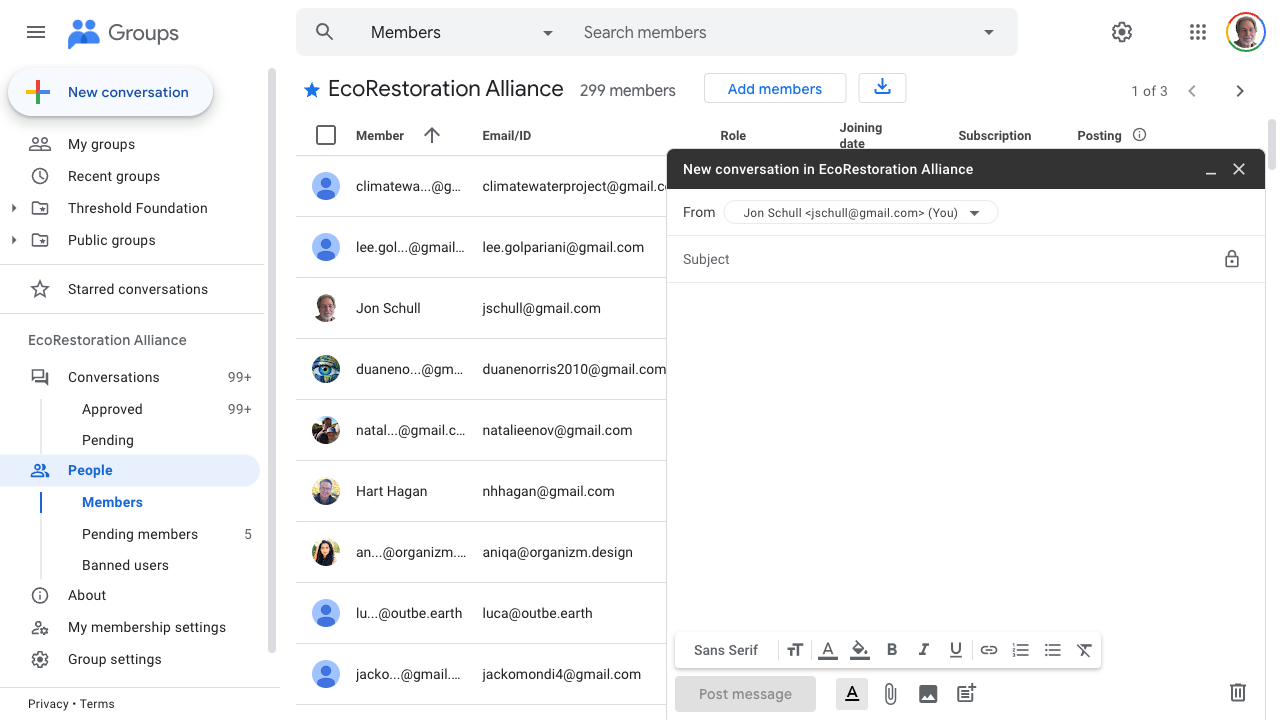 Groups
Members
Search members
New conversation
EcoRestoration Alliance
299 members
Add members
1 of 3
My groups
Recent groups
Threshold Foundation
Public groups
Starred conversations
EcoRestoration Alliance
Conversations 99+
Approved 99+
Pending
People
Members
Pending members 5
Banned users
About
My membership settings
Group settings
Privacy • Terms
Member Email/ID Role Joining date Subscription Posting
climatewa...@g... climatewaterproject@gmail.co
lee.gol...@gmail... lee.golpariani@gmail.com
Jon Schull jschull@gmail.com
duaneno...@gm... duanenorris2010@gmail.com
natal...@gmail.c... natalieenov@gmail.com
Hart Hagan nhhagan@gmail.com
an...@organizm.... aniqa@organizm.design
lu...@outbe.earth luca@outbe.earth
jacko...@gmail.... jackomondi4@gmail.com
New conversation in EcoRestoration Alliance
From Jon Schull <jschull@gmail.com> (You)
Subject
Sans Serif
Post message